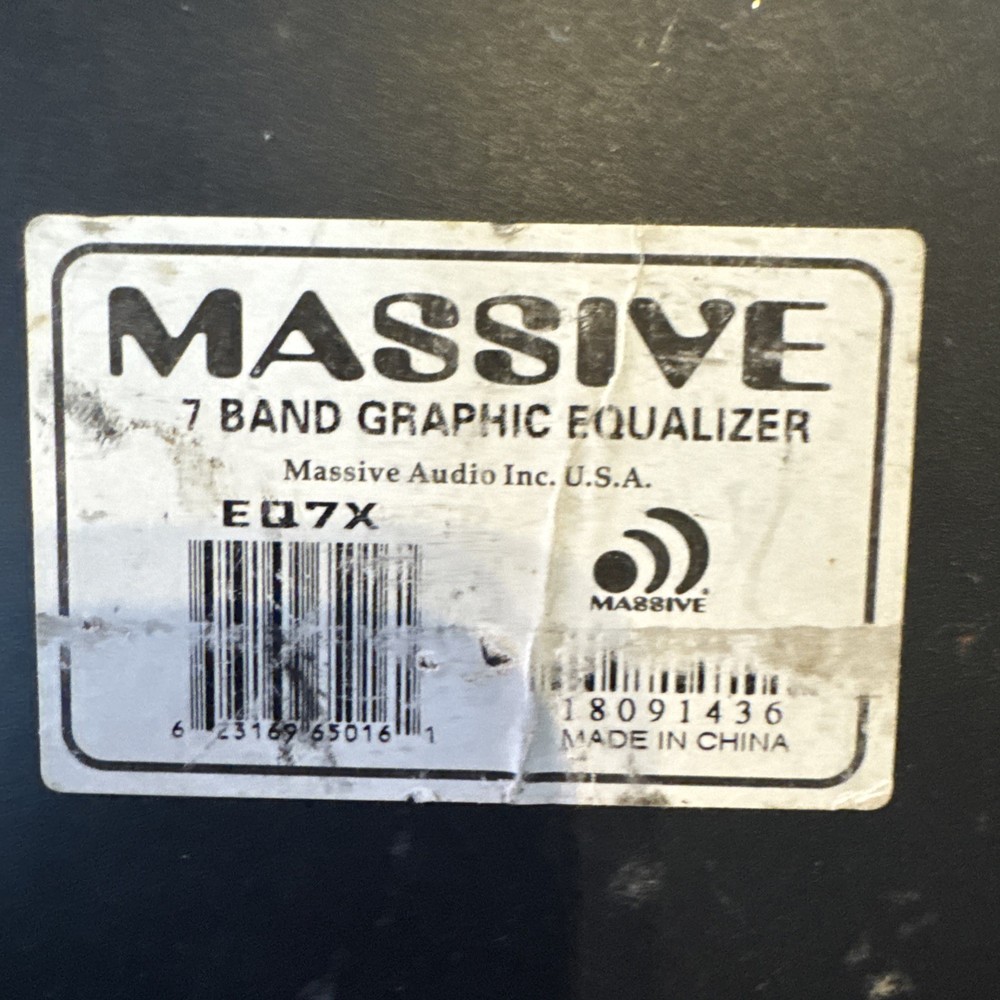 MASSIVE
7 BAND GRAPHIC EQUALIZER
Massive Audio Inc. U.S.A.
EQ7X
MASSIVE
6 23169 65016 1
18091436
MADE IN CHINA